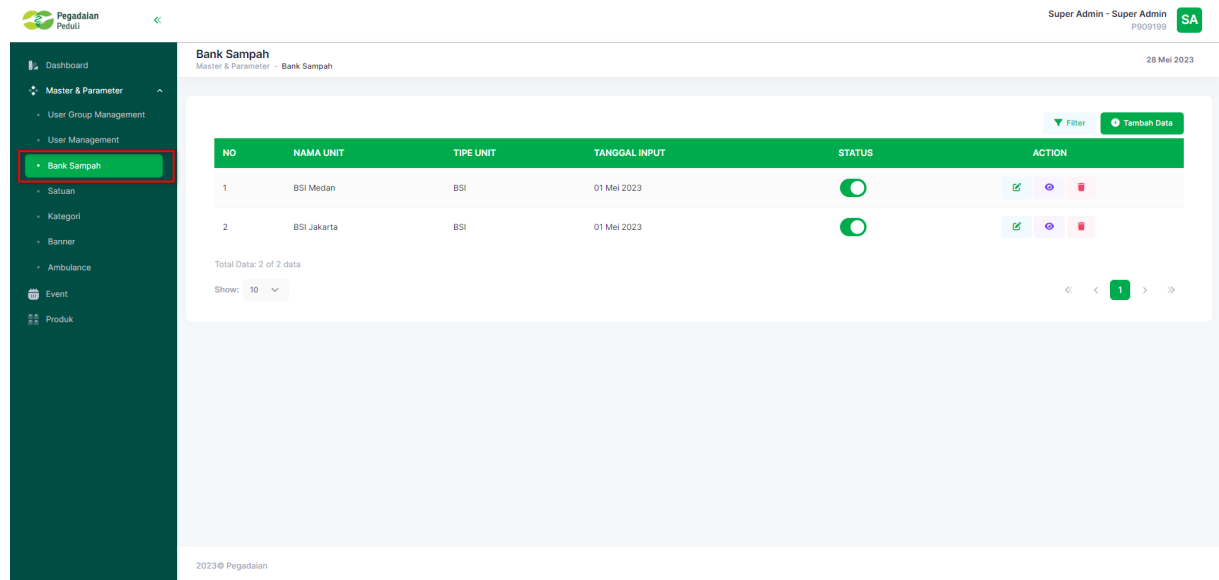 Pegadaian
Peduli
Super Admin - Super Admin
P909199
SA
Dashboard
Master & Parameter
User Group Management
User Management
Bank Sampah
Satuan
Kategori
Banner
Ambulance
Event
Produk
Bank Sampah
Master & Parameter - Bank Sampah
28 Mei 2023
Filter
Tambah Data
NO NAMA UNIT TIPE UNIT TANGGAL INPUT STATUS ACTION
1 BSI Medan BSI 01 Mei 2023
2 BSI Jakarta BSI 01 Mei 2023
Total Data: 2 of 2 data
Show: 10
1
2023© Pegadaian